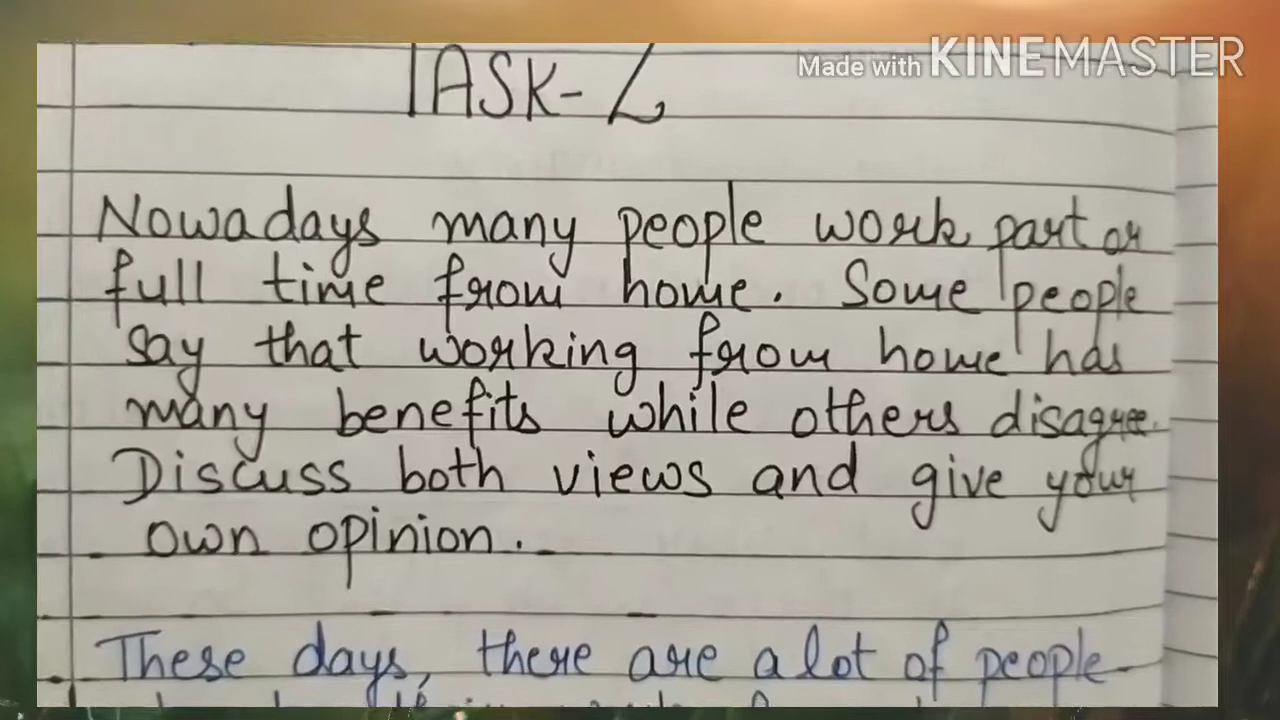 Made with KINEMASTER
TASK-2
Nowadays many people work part or
full time from home. Some people
say that working from home has
many benefits while others disagree.
Discuss both views and give your
own opinion.
These days, there are a lot of people